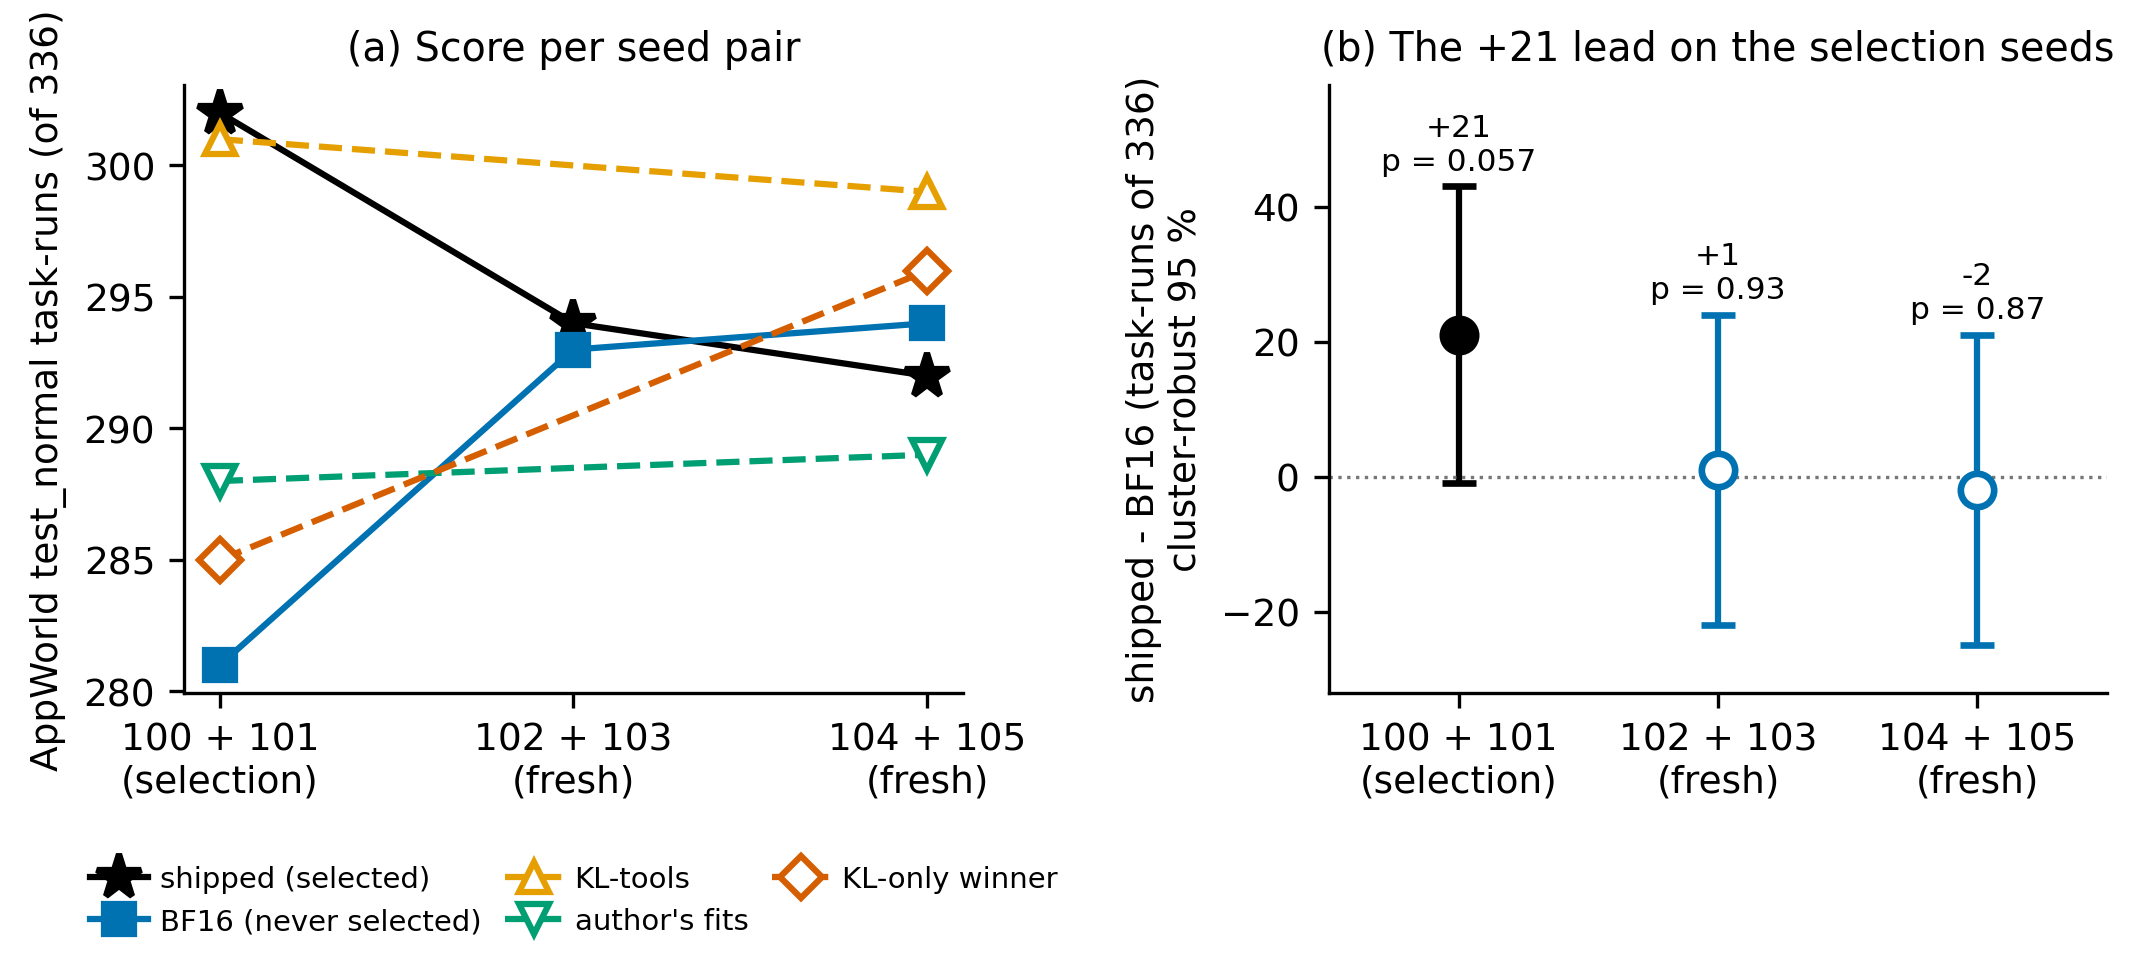 (a) Score per seed pair
AppWorld test_normal task-runs (of 336)
300
295
290
285
280
100 + 101
(selection)
102 + 103
(fresh)
104 + 105
(fresh)
shipped (selected)
BF16 (never selected)
KL-tools
author's fits
KL-only winner
(b) The +21 lead on the selection seeds
shipped - BF16 (task-runs of 336)
cluster-robust 95 %
40
20
0
−20
+21
p = 0.057
+1
p = 0.93
-2
p = 0.87
100 + 101
(selection)
102 + 103
(fresh)
104 + 105
(fresh)